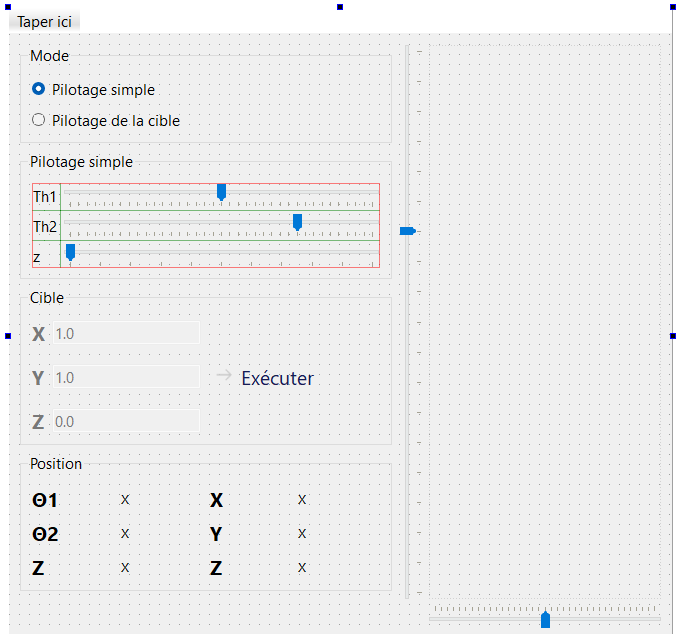 Taper ici
Mode
Pilotage simple
Pilotage de la cible
Pilotage simple
Th1
Th2
z
Cible
X 1.0
Y 1.0 → Exécuter
Z 0.0
Position
Θ1 x X x
Θ2 x Y x
Z x Z x